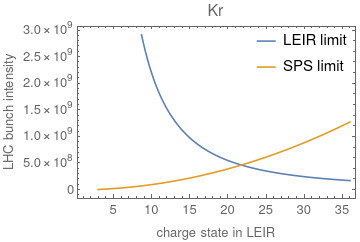 Kr
LEIR limit
SPS limit
LHC bunch intensity
3.0×10⁹
2.5×10⁹
2.0×10⁹
1.5×10⁹
1.0×10⁹
5.0×10⁸
0
5 10 15 20 25 30 35
charge state in LEIR